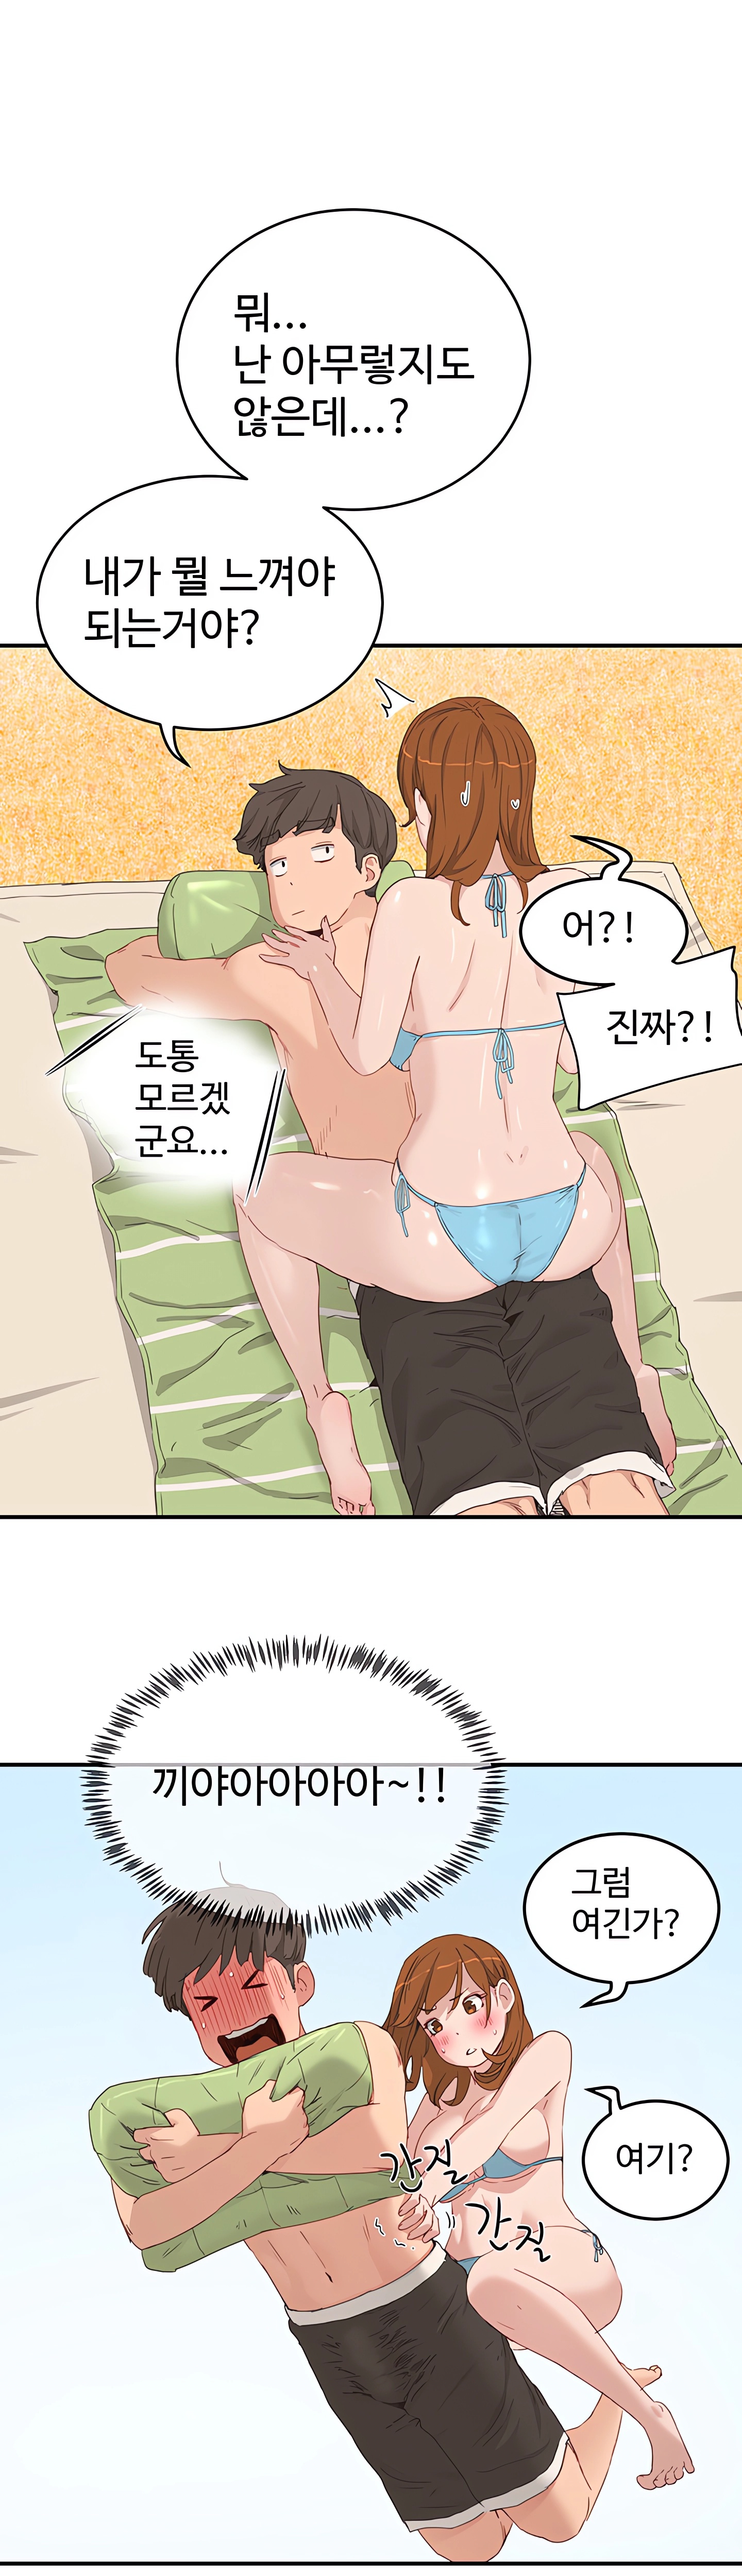 뭐...
난 아무렇지도
않은데...?
내가 뭘 느껴야
되는거야?
어?!
진짜?!
도통
모르겠
군요...
끼야아아아아~!!
그럼
여긴가?
여기?
간질
간질